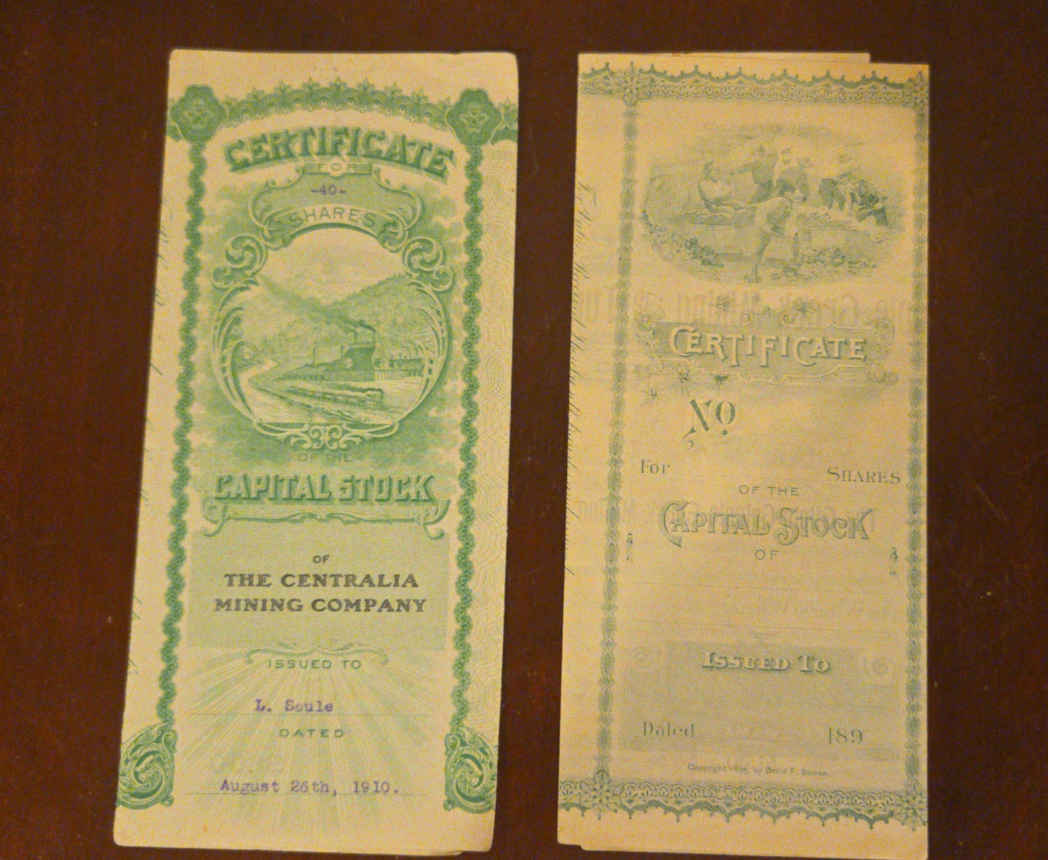 CERTIFICATE
-40-
SHARES
OF THE
CAPITAL STOCK
OF
THE CENTRALIA
MINING COMPANY
ISSUED TO
L. Soule
DATED
August 26th, 1910.
CERTIFICATE
NO
FOR SHARES
OF THE
CAPITAL STOCK
OF
ISSUED TO
Dated 189